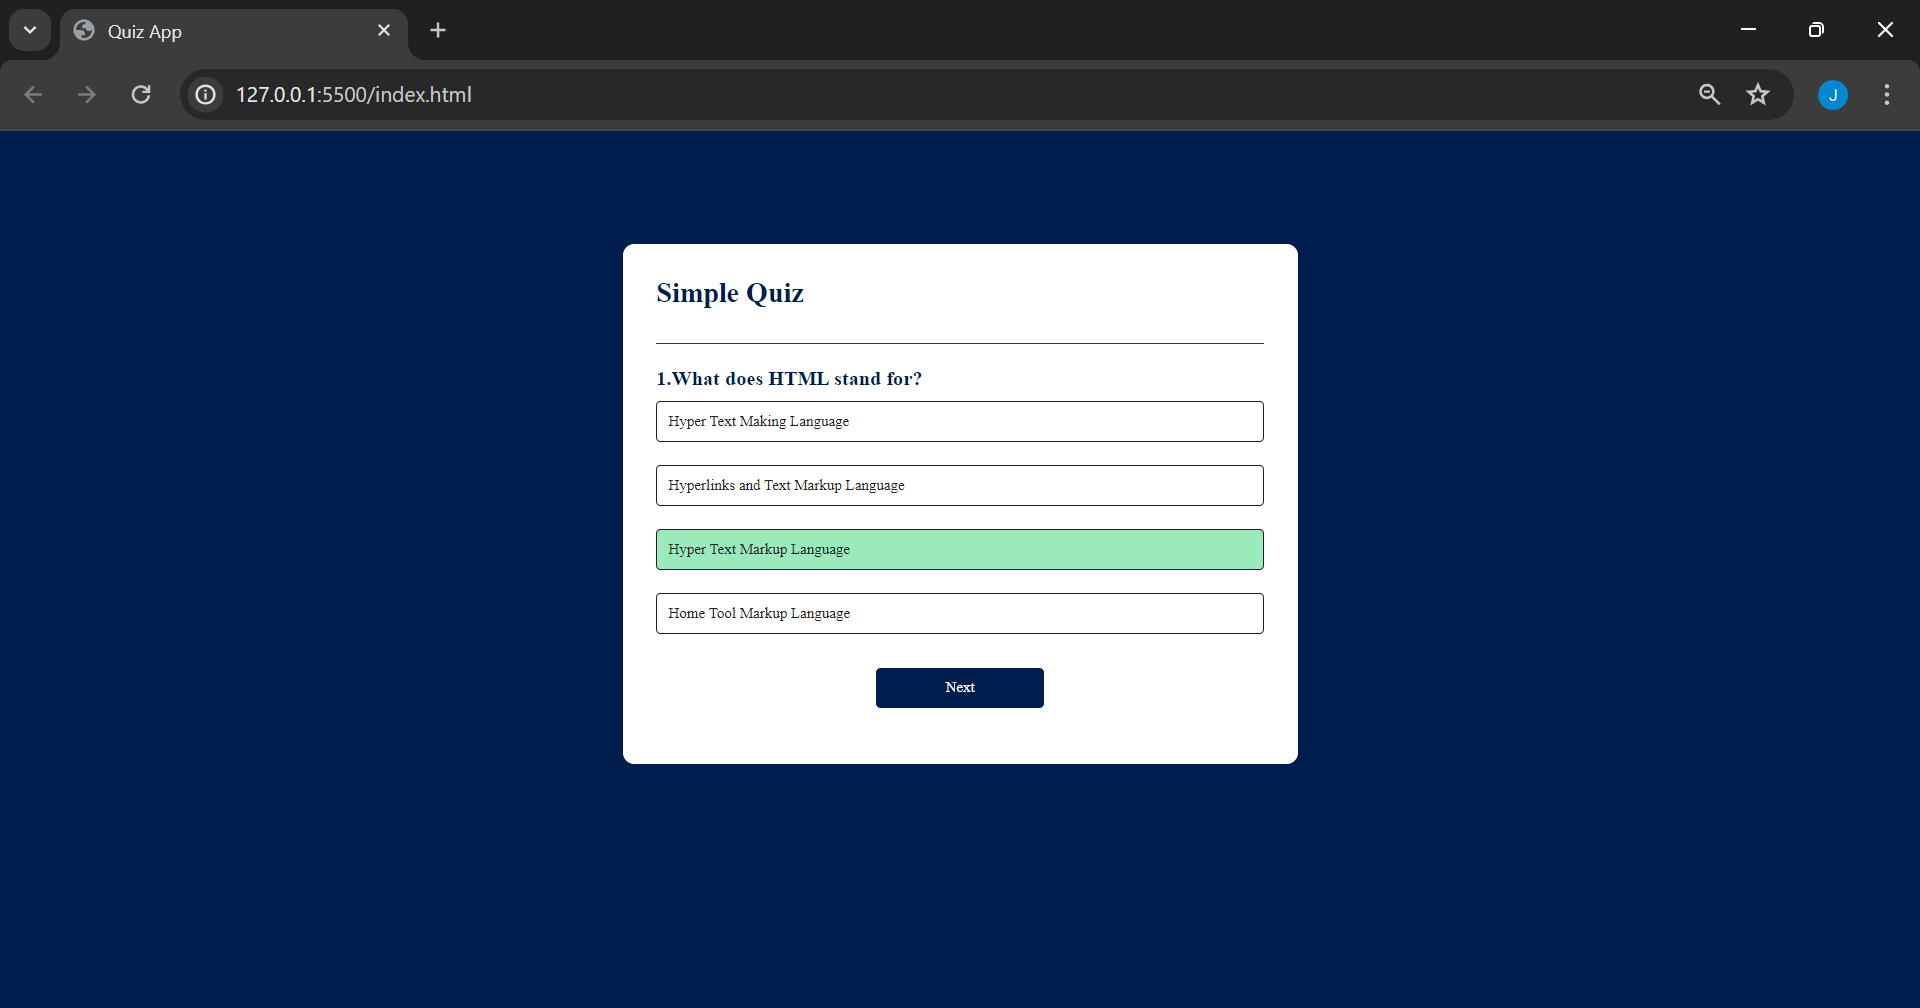 Quiz App
127.0.0.1:5500/index.html
J
Simple Quiz
1.What does HTML stand for?
Hyper Text Making Language
Hyperlinks and Text Markup Language
Hyper Text Markup Language
Home Tool Markup Language
Next